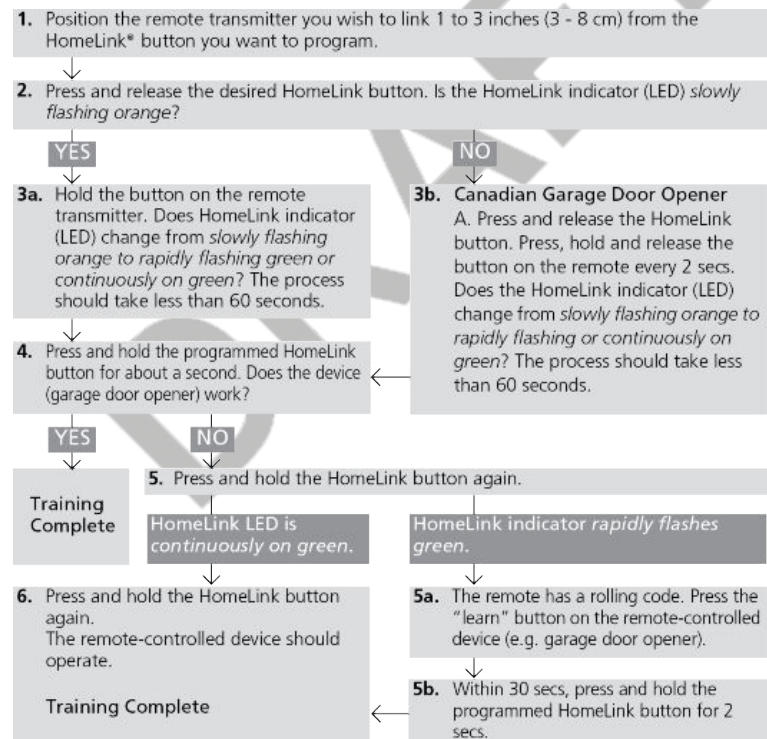 1. Position the remote transmitter you wish to link 1 to 3 inches (3 - 8 cm) from the
HomeLink® button you want to program.
2. Press and release the desired HomeLink button. Is the HomeLink indicator (LED) slowly
flashing orange?
YES
NO
3a. Hold the button on the remote
transmitter. Does HomeLink indicator
(LED) change from slowly flashing
orange to rapidly flashing green or
continuously on green? The process
should take less than 60 seconds.
3b. Canadian Garage Door Opener
A. Press and release the HomeLink
button. Press, hold and release the
button on the remote every 2 secs.
Does the HomeLink indicator (LED)
change from slowly flashing orange to
rapidly flashing or continuously on
green? The process should take less
than 60 seconds.
4. Press and hold the programmed HomeLink
button for about a second. Does the device
(garage door opener) work?
YES
NO
Training
Complete
5. Press and hold the HomeLink button again.
HomeLink LED is
continuously on green.
HomeLink indicator rapidly flashes
green.
6. Press and hold the HomeLink button
again.
The remote-controlled device should
operate.
Training Complete
5a. The remote has a rolling code. Press the
“learn” button on the remote-controlled
device (e.g. garage door opener).
5b. Within 30 secs, press and hold the
programmed HomeLink button for 2
secs.